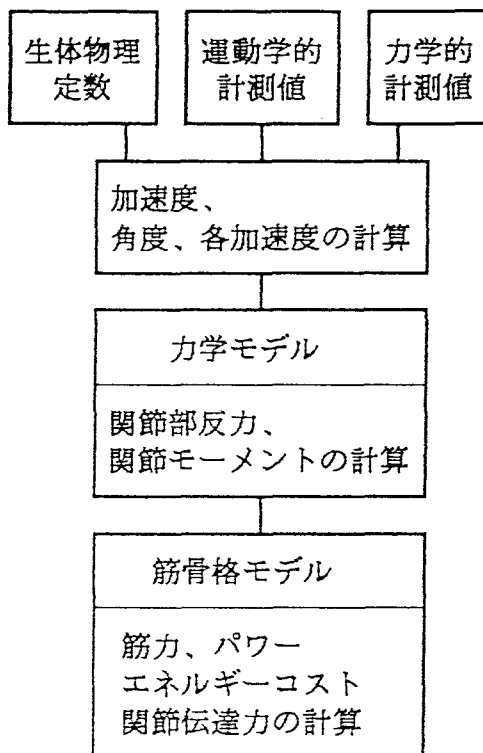 生体物理
定数
運動学的
計測値
力学的
計測値
加速度、
角度、各加速度の計算
力学モデル
関節部反力、
関節モーメントの計算
筋骨格モデル
筋力、パワー
エネルギーコスト
関節伝達力の計算